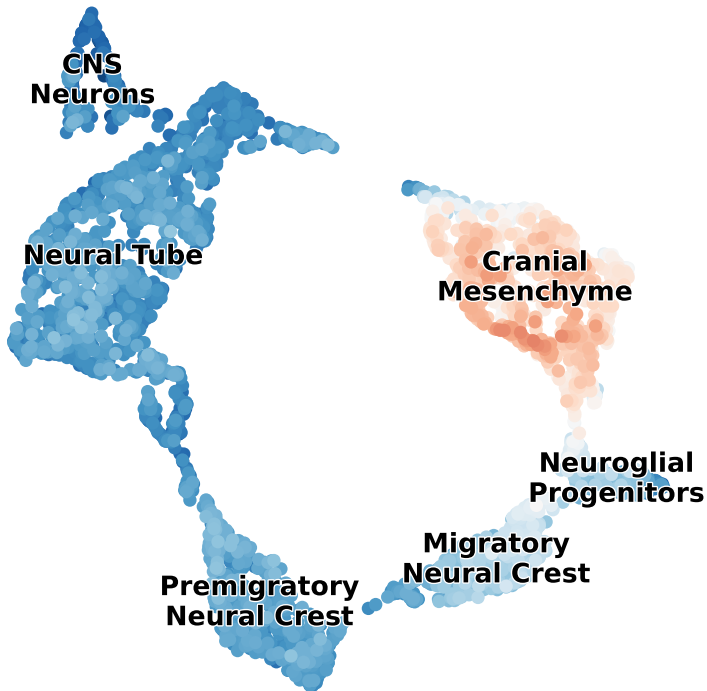 CNS
Neurons
Neural Tube
Cranial
Mesenchyme
Neuroglial
Progenitors
Migratory
Neural Crest
Premigratory
Neural Crest